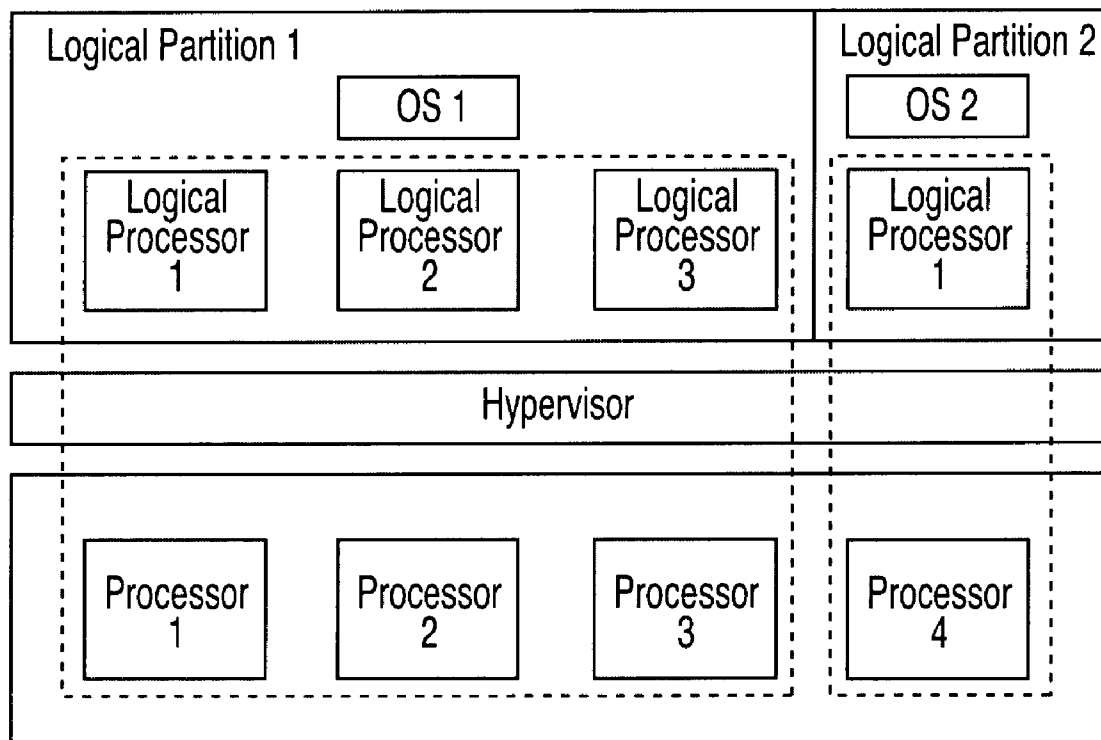 Logical Partition 1
OS 1
Logical
Processor
1
Logical
Processor
2
Logical
Processor
3
Logical Partition 2
OS 2
Logical
Processor
1
Hypervisor
Processor
1
Processor
2
Processor
3
Processor
4